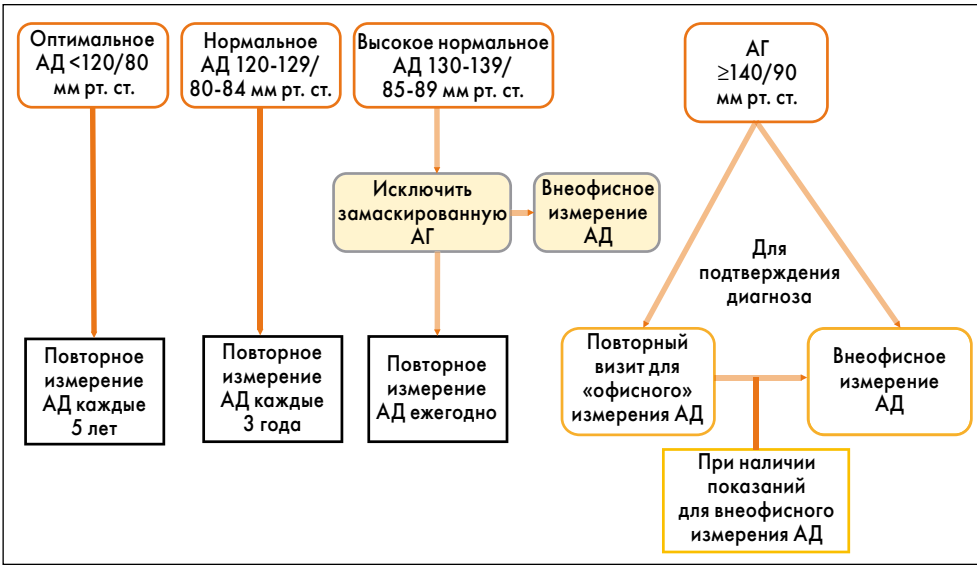 Оптимальное
АД <120/80
мм рт. ст.
Нормальное
АД 120-129/
80-84 мм рт. ст.
Высокое нормальное
АД 130-139/
85-89 мм рт. ст.
АГ
≥140/90
мм рт. ст.
Исключить
замаскированную
АГ
Внеофисное
измерение
АД
Для
подтверждения
диагноза
Повторное
измерение
АД каждые
5 лет
Повторное
измерение
АД каждые
3 года
Повторное
измерение
АД ежегодно
Повторный
визит для
«офисного»
измерения АД
Внеофисное
измерение
АД
При наличии
показаний
для внеофисного
измерения АД